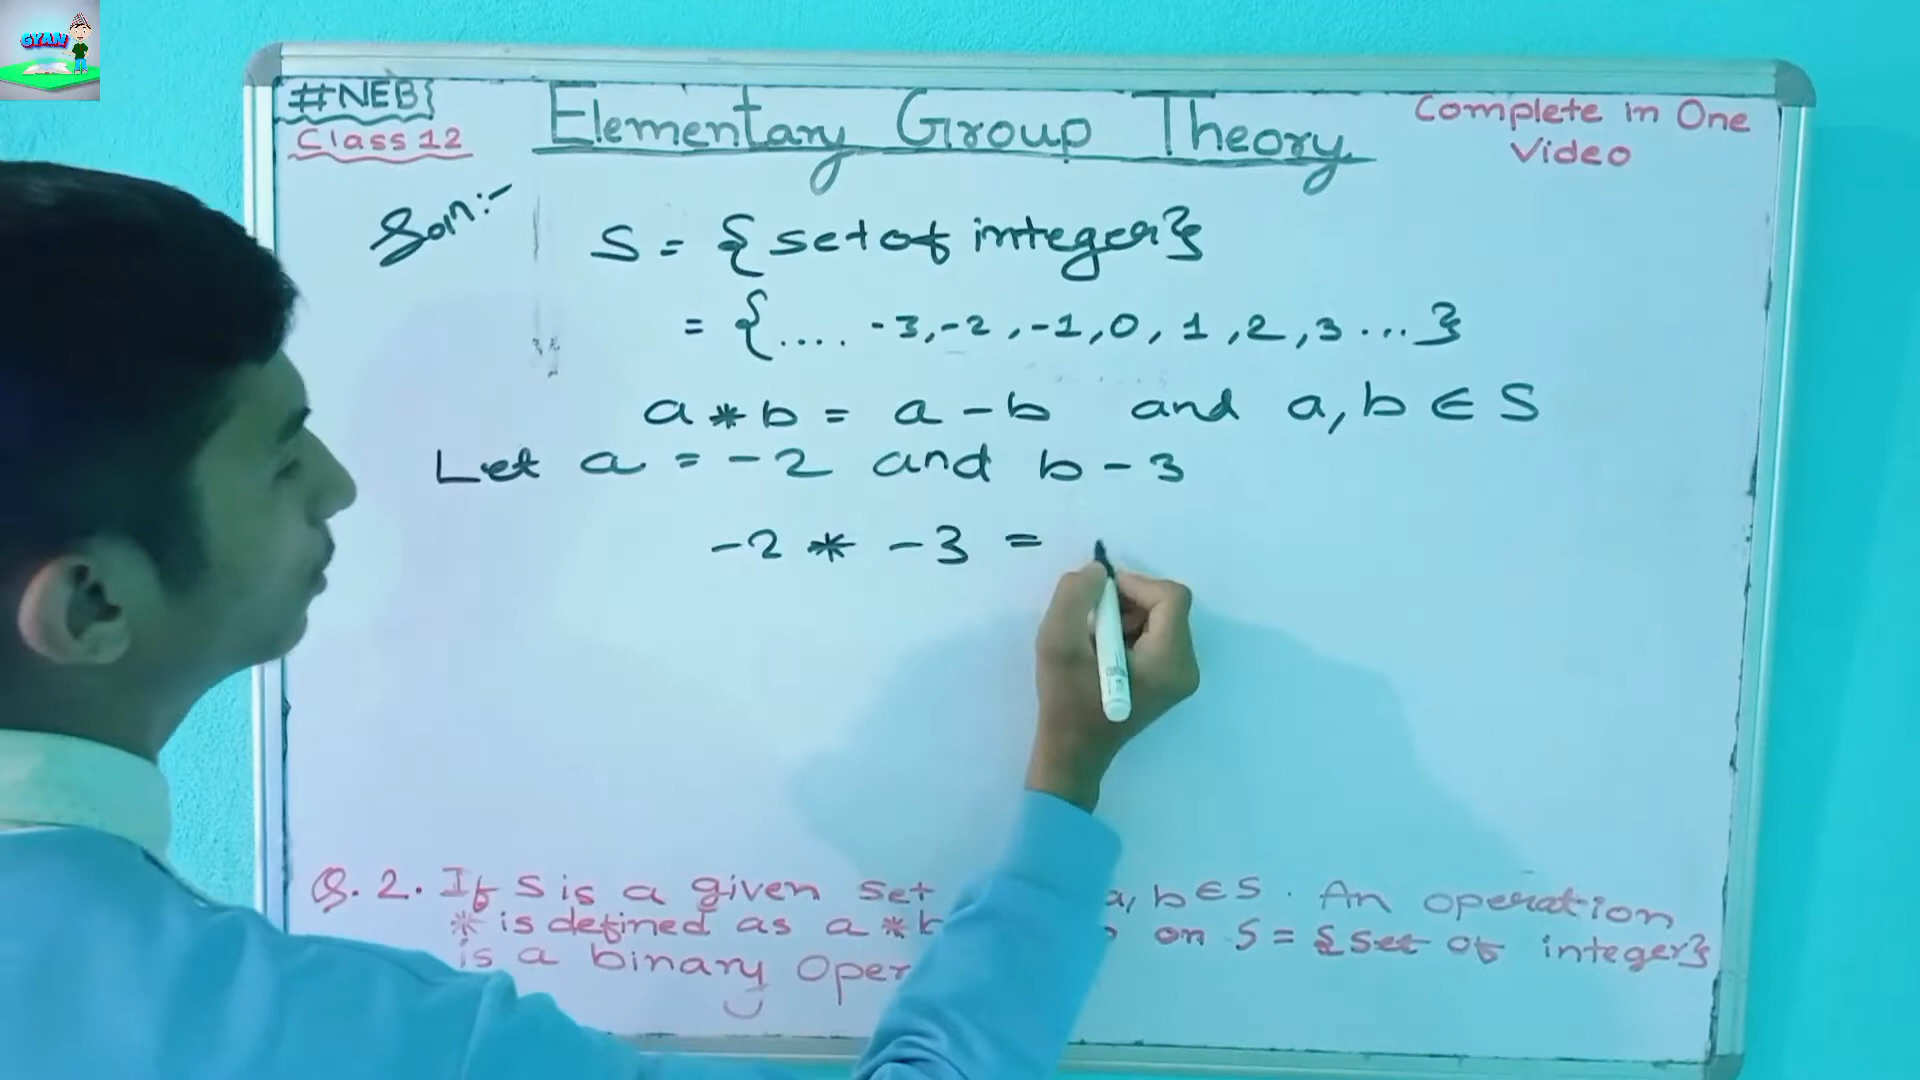 GYAN
#NEB}
Class 12
Elementary Group Theory
Complete in One
Video
Soln:-
S = {set of integer}
= {.... -3,-2,-1,0,1,2,3...}
a * b = a - b and a, b ∈ S
Let a = -2 and b - 3
-2 * -3 =
Q. 2. If S is a given set a, b ∈ S. An operation
* is defined as a * b on S = {set of integer}
is a binary Oper